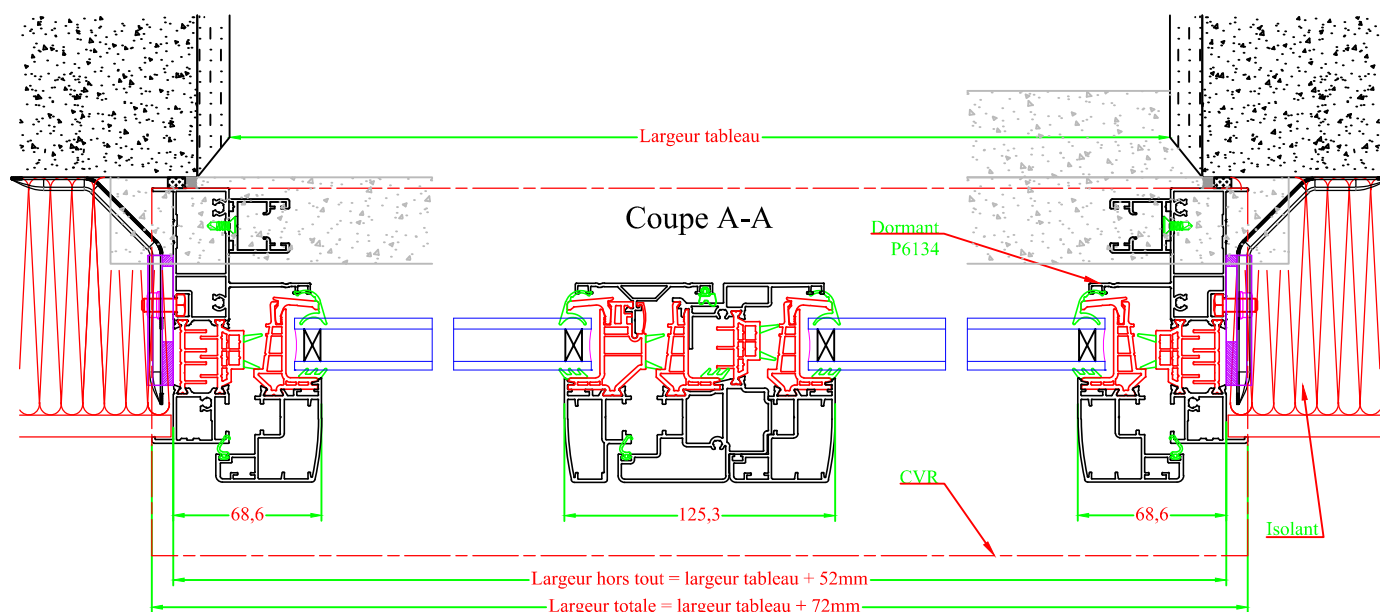 Largeur tableau
Coupe A-A
Dormant
P6134
CVR
68,6
125,3
68,6
Isolant
Largeur hors tout = largeur tableau + 52mm
Largeur totale = largeur tableau + 72mm